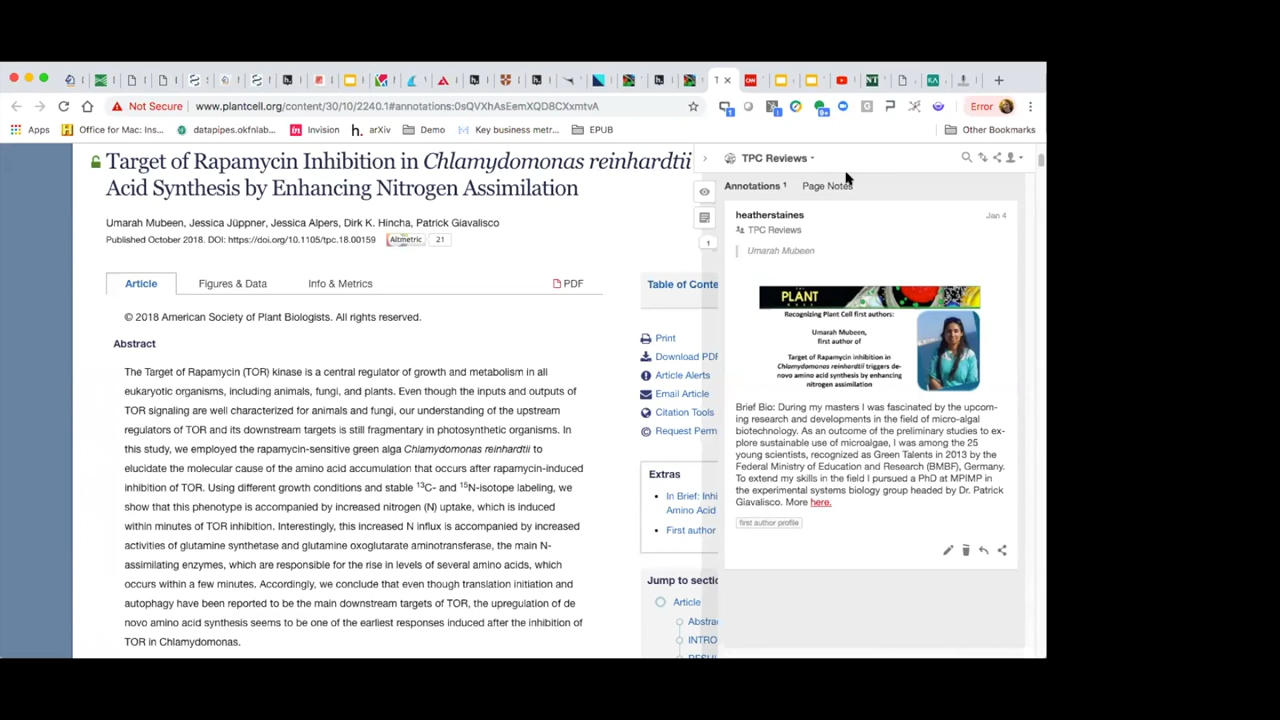 T
CNN
NT
KA
Not Secure
www.plantcell.org/content/30/10/2240.1#annotations:0sQVXhAsEemXQD8CXxmtvA
Error
Apps
Office for Mac: Ins...
datapipes.okfnlab...
Invision
arXiv
Demo
Key business metr...
EPUB
Other Bookmarks
Target of Rapamycin Inhibition in Chlamydomonas reinhardtii
Acid Synthesis by Enhancing Nitrogen Assimilation
Umarah Mubeen, Jessica Jüppner, Jessica Alpers, Dirk K. Hincha, Patrick Giavalisco
Published October 2018. DOI: https://doi.org/10.1105/tpc.18.00159
Altmetric 21
Article
Figures & Data
Info & Metrics
PDF
© 2018 American Society of Plant Biologists. All rights reserved.
Abstract
The Target of Rapamycin (TOR) kinase is a central regulator of growth and metabolism in all
eukaryotic organisms, including animals, fungi, and plants. Even though the inputs and outputs of
TOR signaling are well characterized for animals and fungi, our understanding of the upstream
regulators of TOR and its downstream targets is still fragmentary in photosynthetic organisms. In
this study, we employed the rapamycin-sensitive green alga Chlamydomonas reinhardtii to
elucidate the molecular cause of the amino acid accumulation that occurs after rapamycin-induced
inhibition of TOR. Using different growth conditions and stable 13C- and 15N-isotope labeling, we
show that this phenotype is accompanied by increased nitrogen (N) uptake, which is induced
within minutes of TOR inhibition. Interestingly, this increased N influx is accompanied by increased
activities of glutamine synthetase and glutamine oxoglutarate aminotransferase, the main N-
assimilating enzymes, which are responsible for the rise in levels of several amino acids, which
occurs within a few minutes. Accordingly, we conclude that even though translation initiation and
autophagy have been reported to be the main downstream targets of TOR, the upregulation of de
novo amino acid synthesis seems to be one of the earliest responses induced after the inhibition of
TOR in Chlamydomonas.
Table of Conte
Print
Download PDF
Article Alerts
Email Article
Citation Tools
Request Perm
Extras
In Brief: Inhi
Amino Acid
First author
Jump to sectio
Article
Abstra
INTRO
TPC Reviews
Annotations 1
Page Notes
1
heatherstaines
Jan 4
TPC Reviews
Umarah Mubeen
PLANT
Recognizing Plant Cell first authors:
Umarah Mubeen,
first author of
Target of Rapamycin inhibition in
Chlamydomonas reinhardtii triggers de-
novo amino acid synthesis by enhancing
nitrogen assimilation
Brief Bio: During my masters I was fascinated by the upcom-
ing research and developments in the field of micro-algal
biotechnology. As an outcome of the preliminary studies to ex-
plore sustainable use of microalgae, I was among the 25
young scientists, recognized as Green Talents in 2013 by the
Federal Ministry of Education and Research (BMBF), Germany.
To extend my skills in the field I pursued a PhD at MPIMP in
the experimental systems biology group headed by Dr. Patrick
Giavalisco. More here.
first author profile